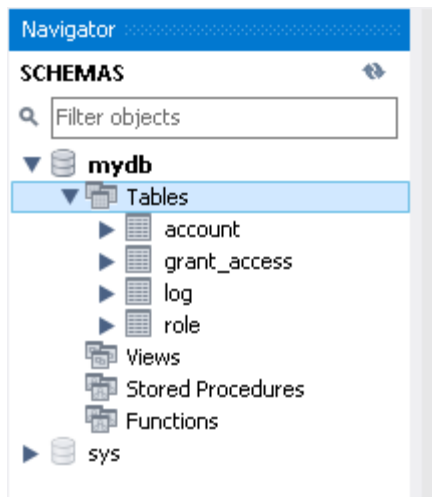 Navigator
SCHEMAS
Filter objects
mydb
Tables
account
grant_access
log
role
Views
Stored Procedures
Functions
sys